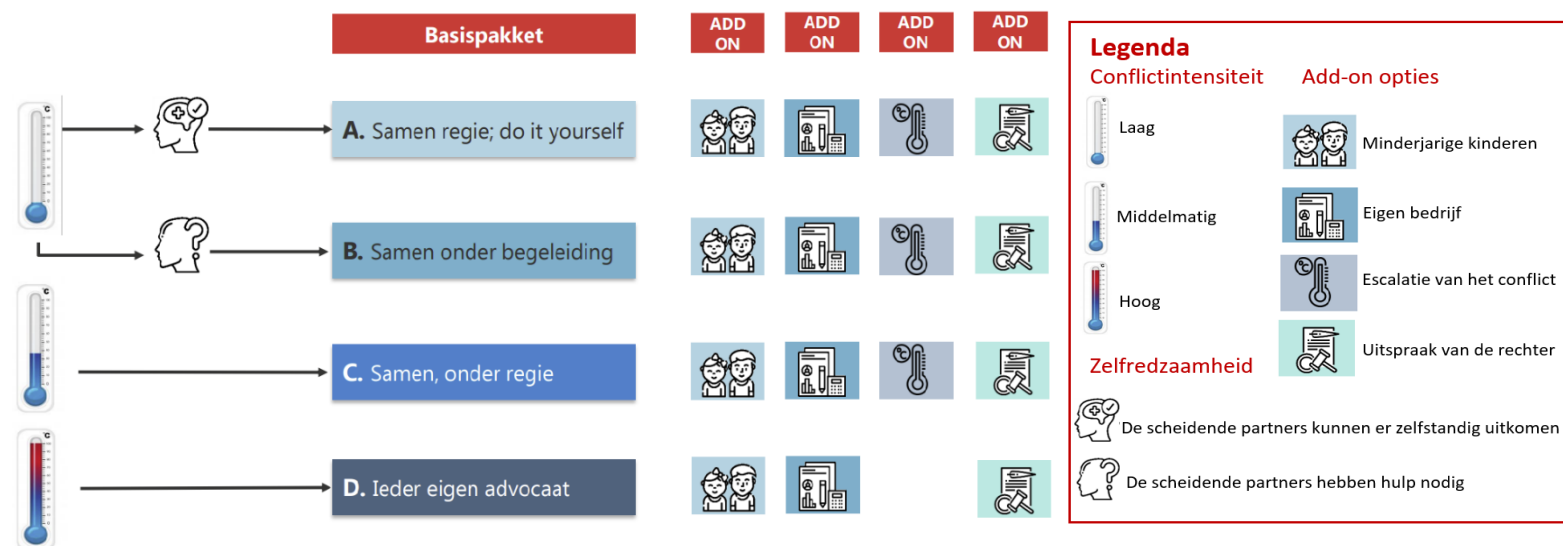 Basispakket
ADD
ON
ADD
ON
ADD
ON
ADD
ON
A. Samen regie; do it yourself
B. Samen onder begeleiding
C. Samen, onder regie
D. Ieder eigen advocaat
Legenda
Conflictintensiteit
Laag
Middelmatig
Hoog
Add-on opties
Minderjarige kinderen
Eigen bedrijf
Escalatie van het conflict
Uitspraak van de rechter
Zelfredzaamheid
De scheidende partners kunnen er zelfstandig uitkomen
De scheidende partners hebben hulp nodig